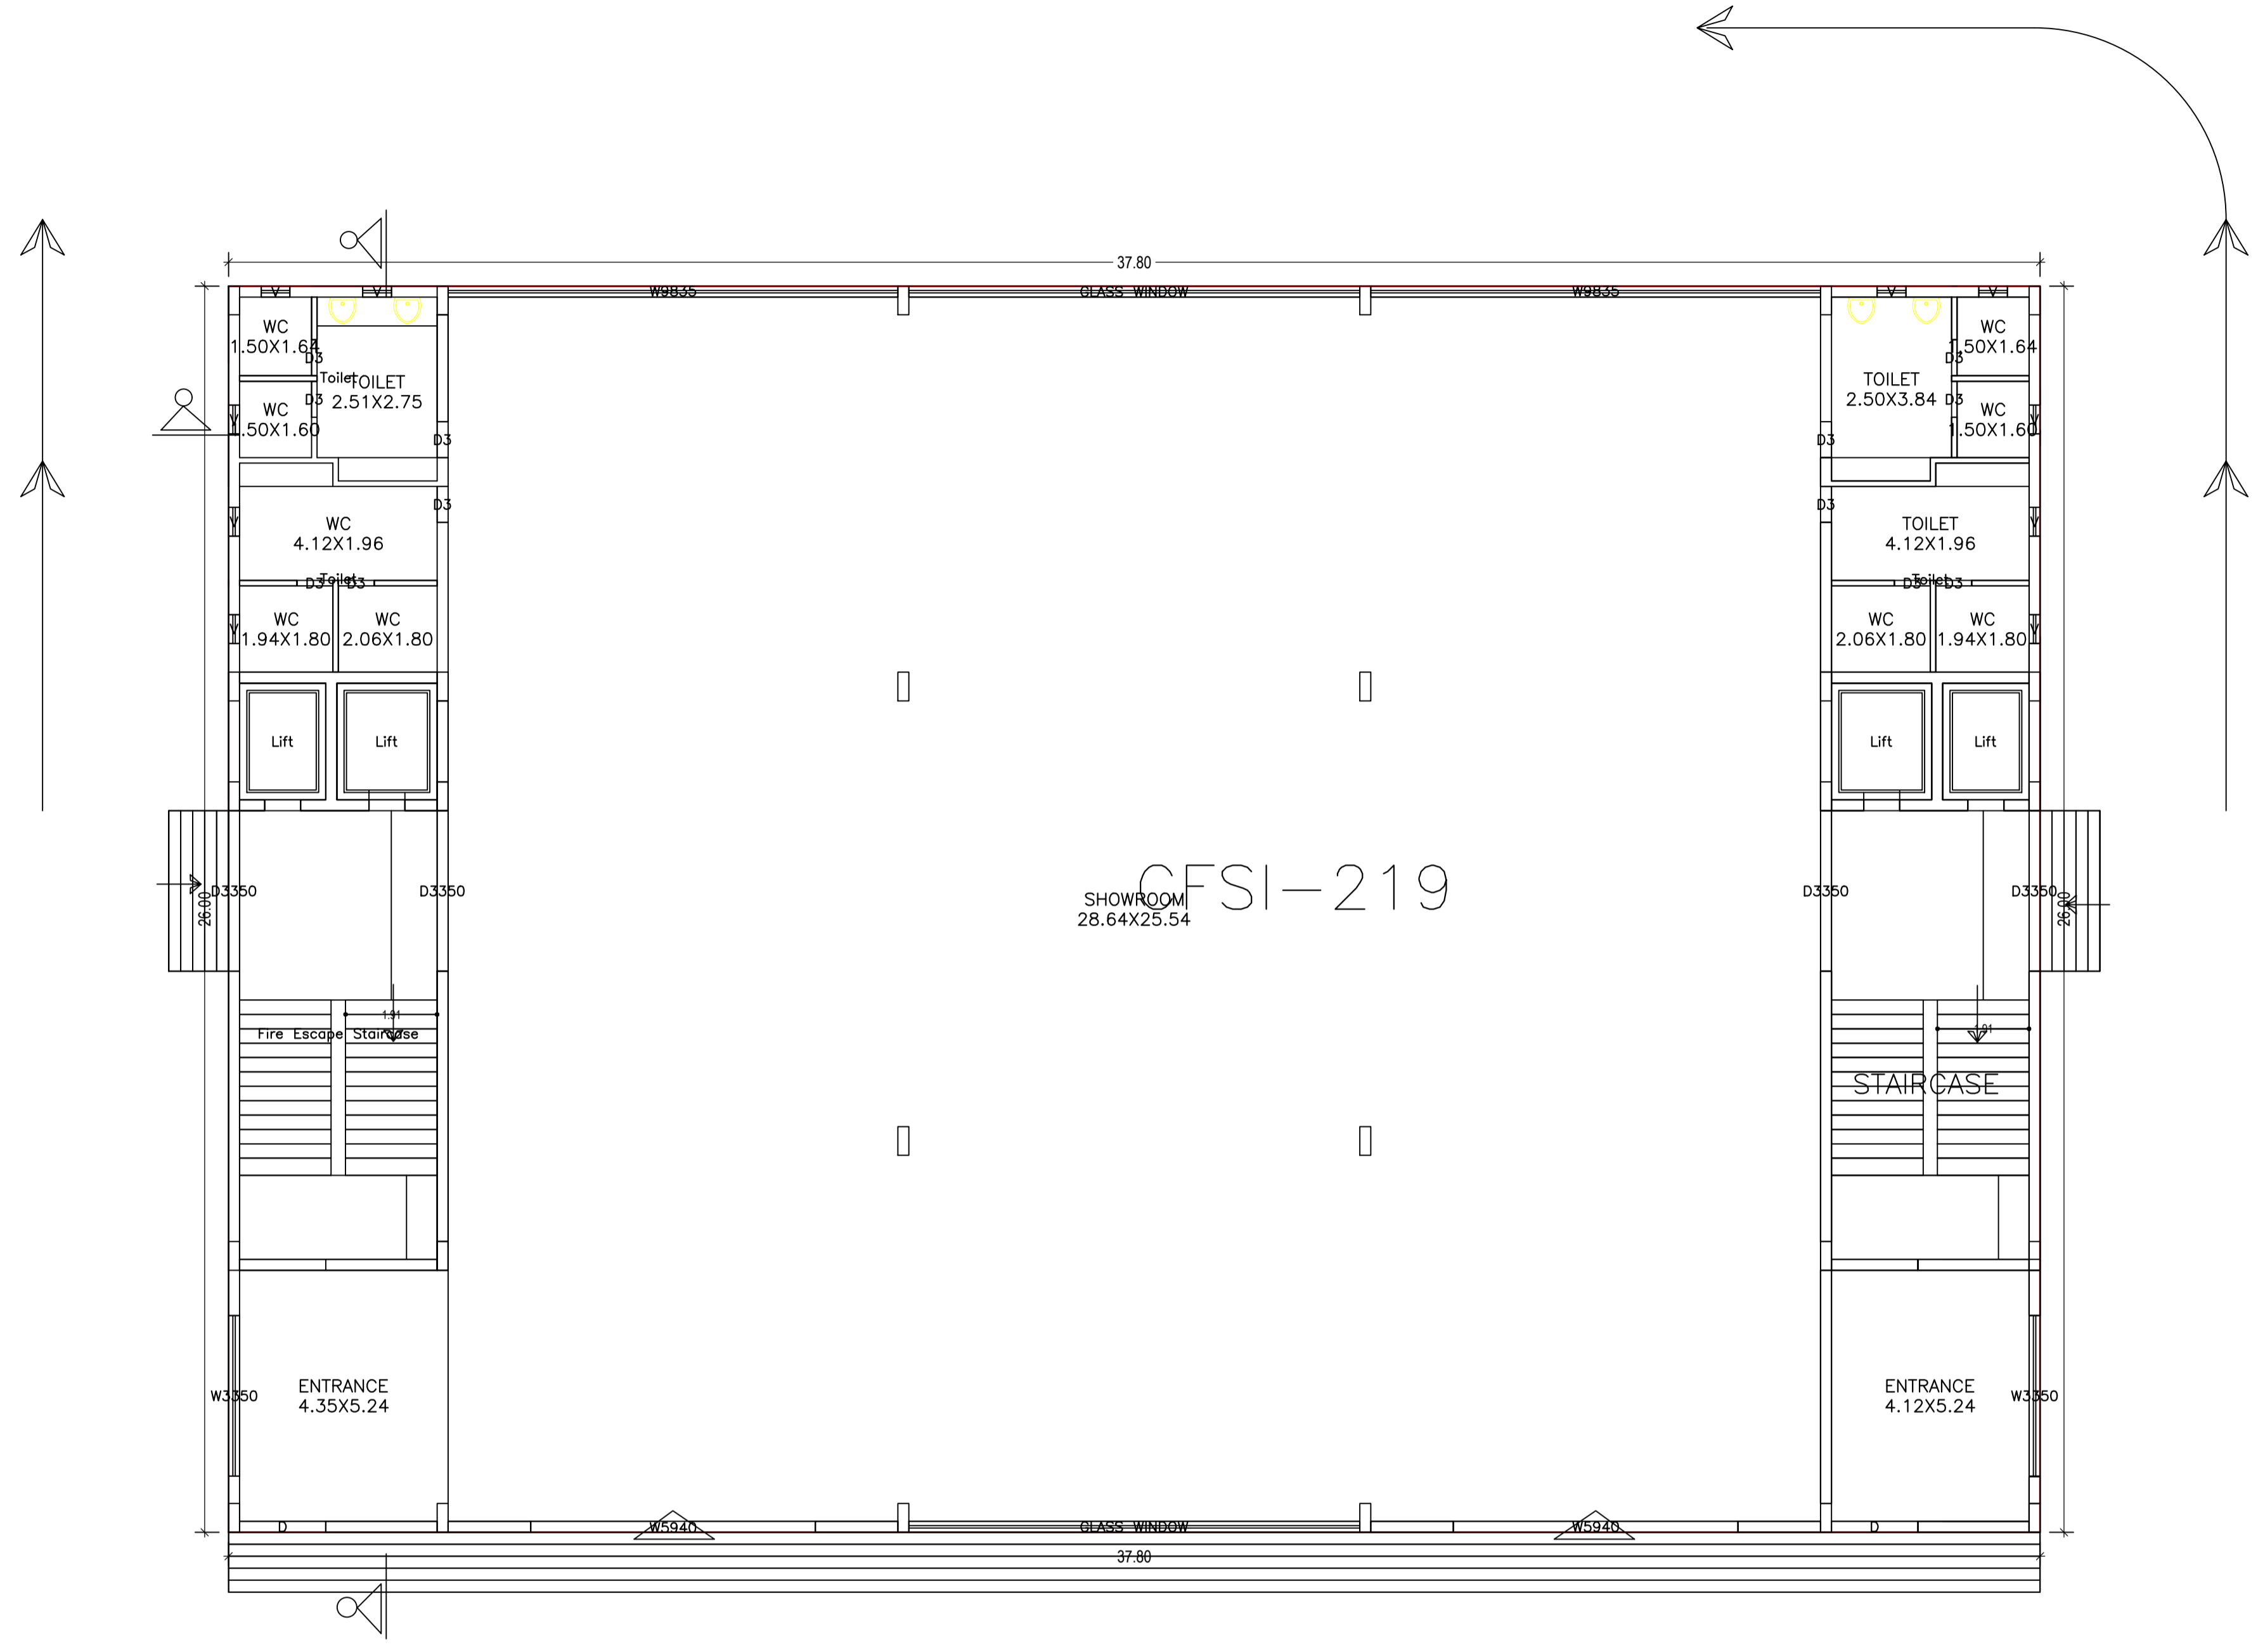 37.80
V
V
W9835
GLASS WINDOW
W9835
V
V
WC
1.50X1.64
D3
Toilet
TOILET
2.51X2.75
WC
1.50X1.60
D3
V
D3
TOILET
2.50X3.84
WC
1.50X1.64
D3
WC
1.50X1.60
D3
V
D3
D3
WC
4.12X1.96
V
D3
TOILET
4.12X1.96
V
D3
Toilet
D3
D3
Toilet
D3
WC
1.94X1.80
WC
2.06X1.80
V
WC
2.06X1.80
WC
1.94X1.80
V
Lift
Lift
Lift
Lift
D3350
26.00
D3350
CFSI-219
SHOWROOM
28.64X25.54
D3350
D3350
26.00
1.91
Fire Escape Staircase
1.91
STAIRCASE
ENTRANCE
4.35X5.24
W3350
ENTRANCE
4.12X5.24
W3350
D
W5940
GLASS WINDOW
W5940
D
37.80